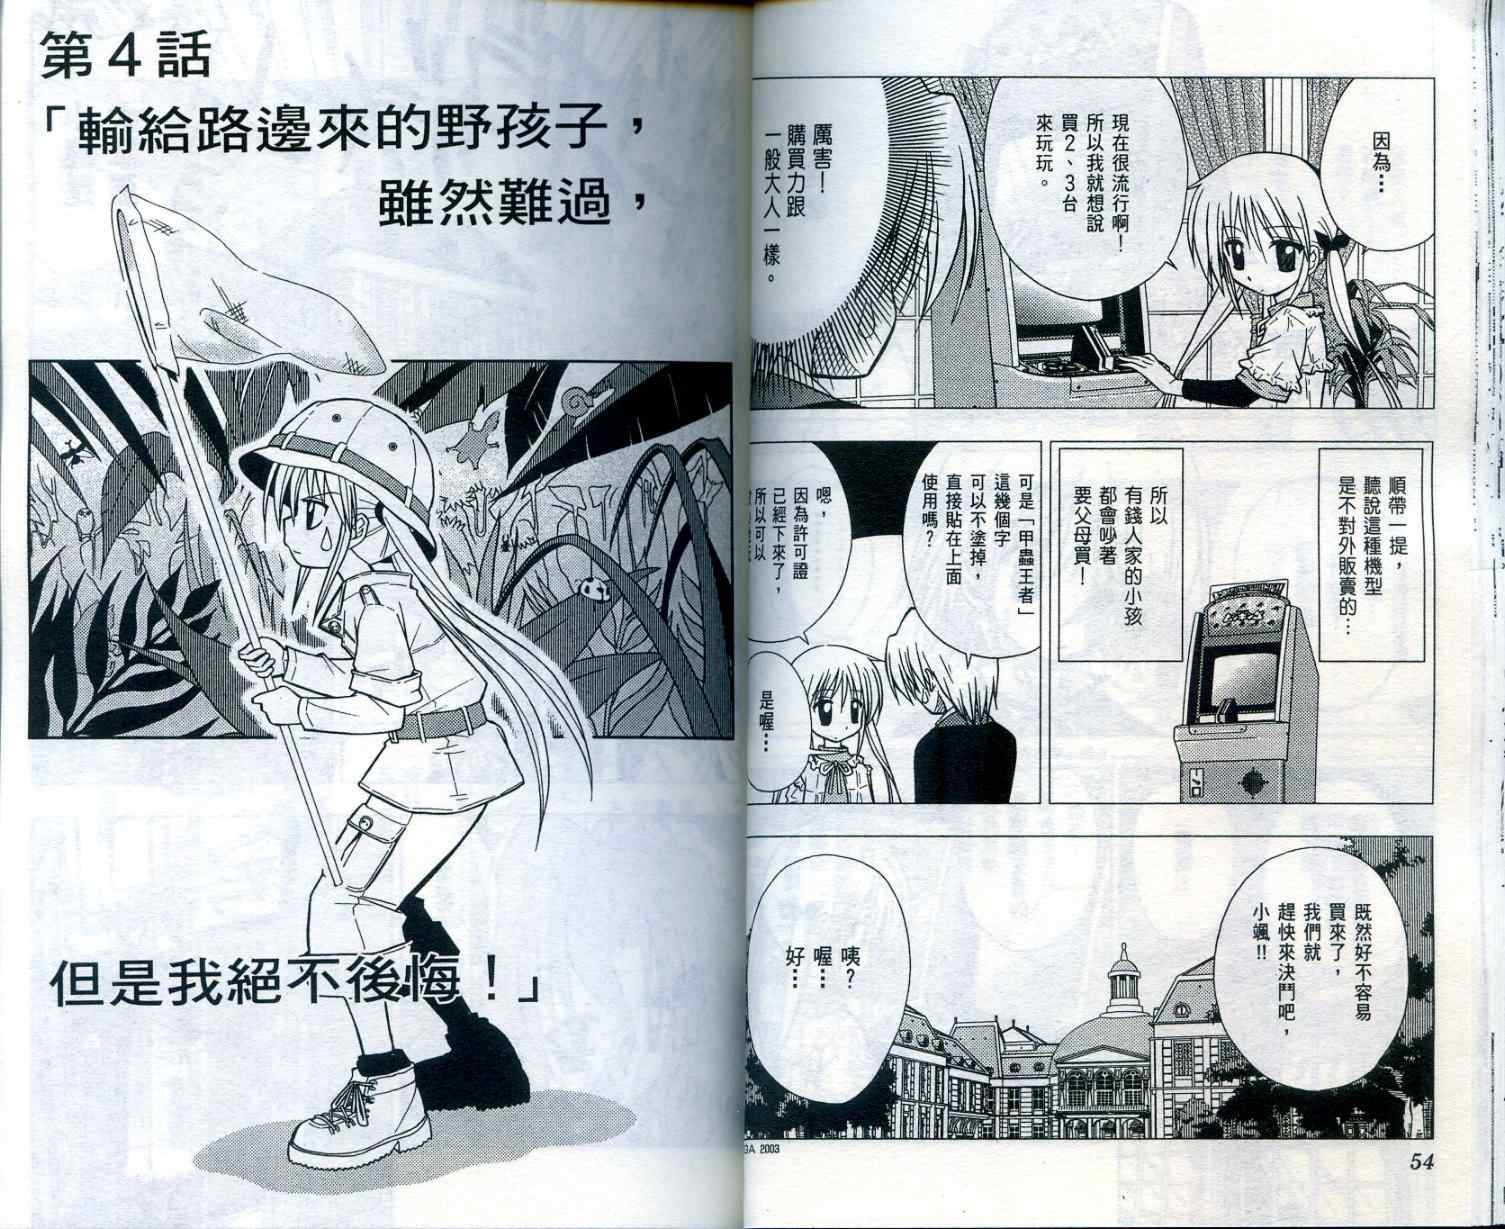 第4話
「輸給路邊來的野孩子，
雖然難過，
但是我絕不後悔！」
因為…
現在很流行啊！
所以我就想說
買2、3台
來玩玩。
厲害！
購買力跟
一般大人一樣。
順帶一提，
聽說這種機型
是不對外販賣的…
所以
有錢人家的小孩
都會吵著
要父母買！
可是「甲蟲王者」
這幾個字
可以不塗掉，
直接貼在上面
使用嗎？
嗯，
因為許可證
已經下來了，
所以可以
是喔…
既然好不容易
買來了，
我們就
趕快來決鬥吧，
小颯!!
咦？
喔……
好……
GA 2003
54